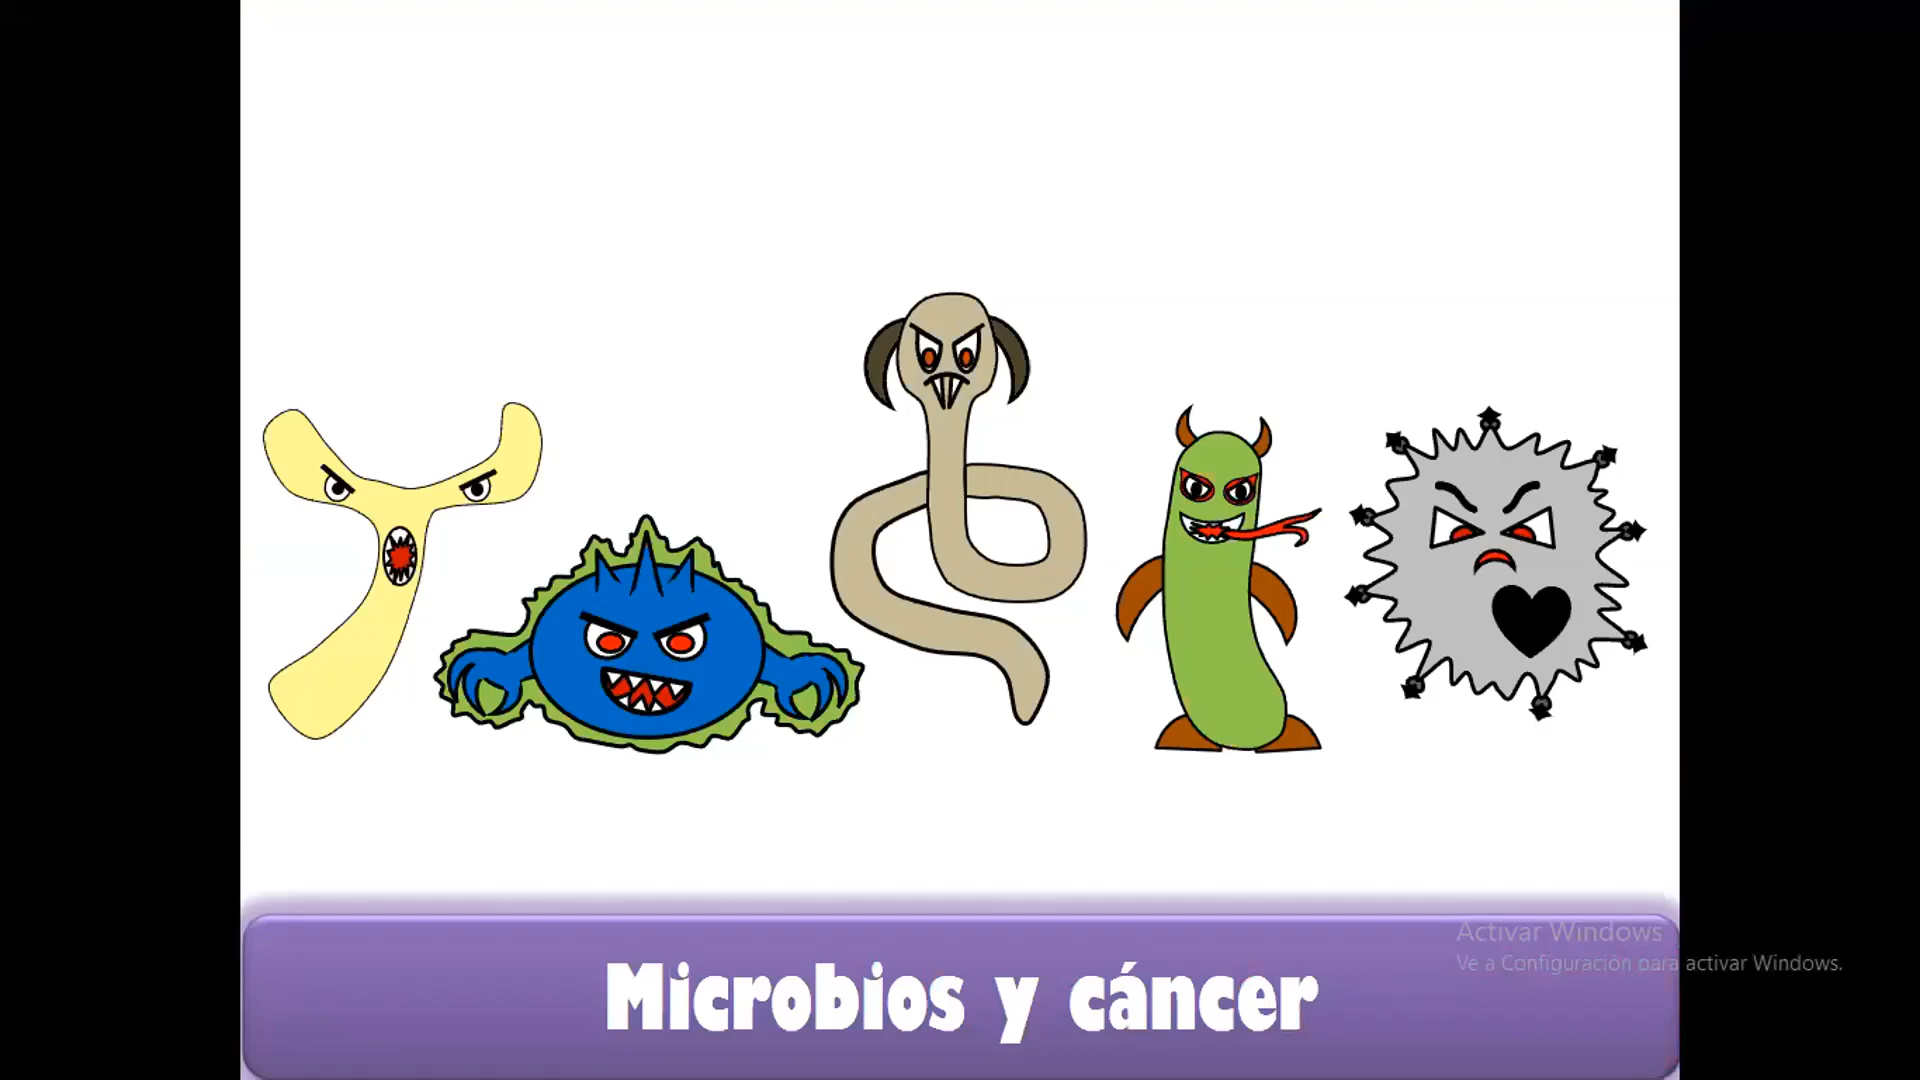 Activar Windows
Ve a Configuración para activar Windows.
Microbios y cáncer